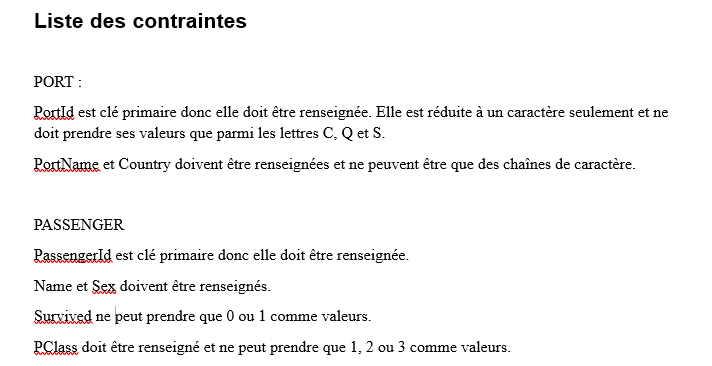 Liste des contraintes
PORT :
PortId est clé primaire donc elle doit être renseignée. Elle est réduite à un caractère seulement et ne
doit prendre ses valeurs que parmi les lettres C, Q et S.
PortName et Country doivent être renseignées et ne peuvent être que des chaînes de caractère.
PASSENGER
PassengerId est clé primaire donc elle doit être renseignée.
Name et Sex doivent être renseignés.
Survived ne peut prendre que 0 ou 1 comme valeurs.
PClass doit être renseigné et ne peut prendre que 1, 2 ou 3 comme valeurs.